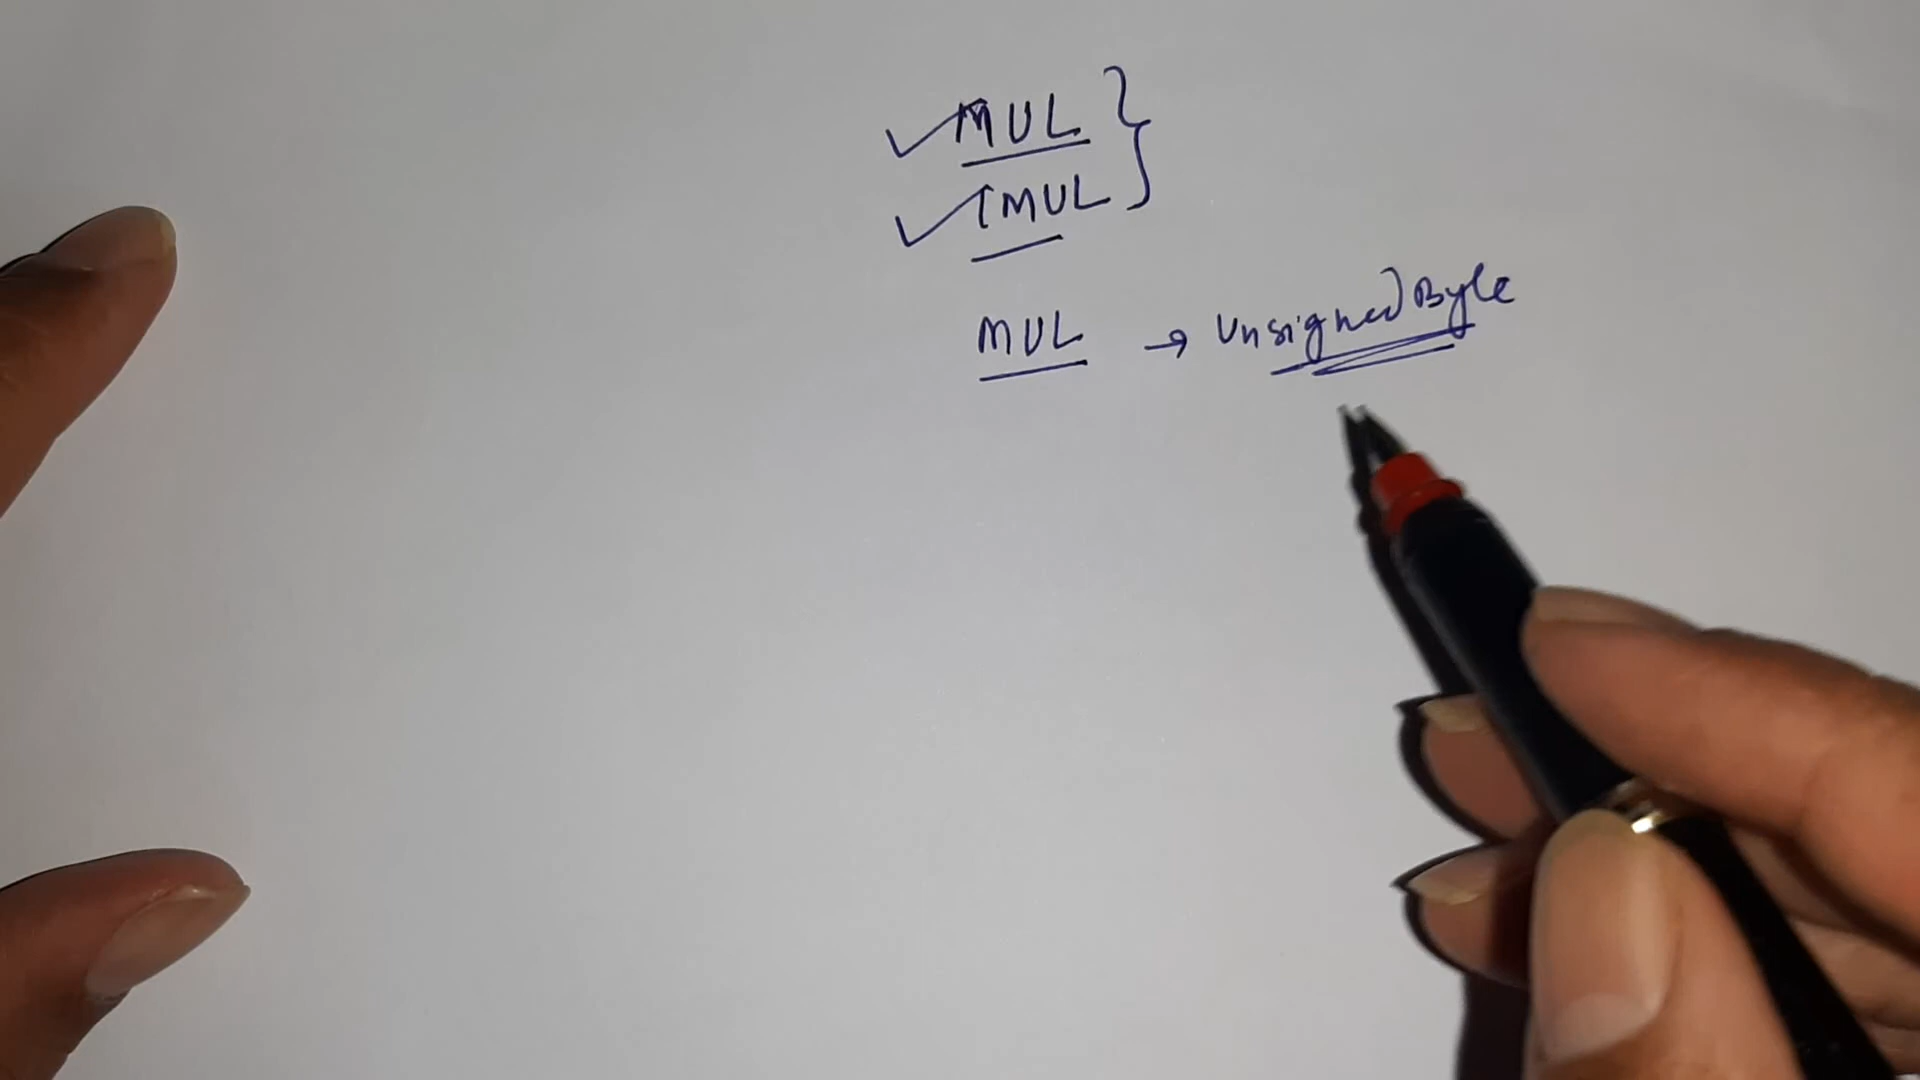 MUL }
IMUL
MUL → Unsigned Byte